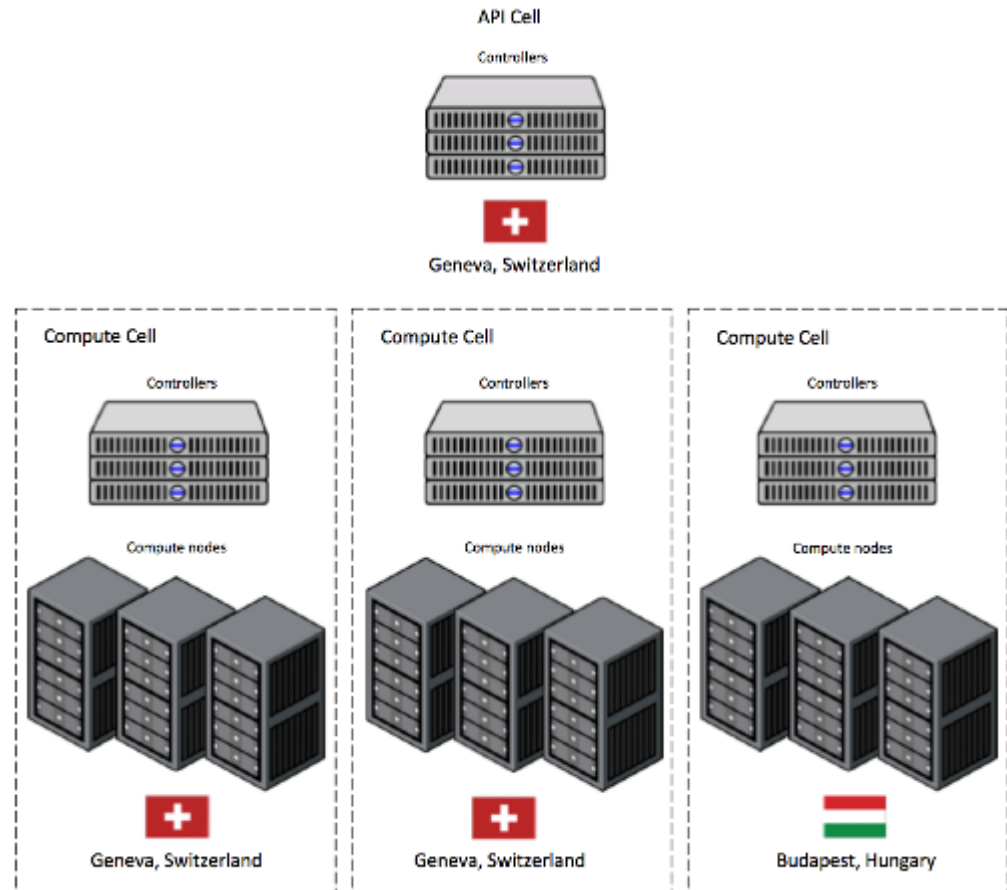 API Cell
Controllers
Geneva, Switzerland
Compute Cell
Controllers
Compute nodes
Geneva, Switzerland
Compute Cell
Controllers
Compute nodes
Geneva, Switzerland
Compute Cell
Controllers
Compute nodes
Budapest, Hungary